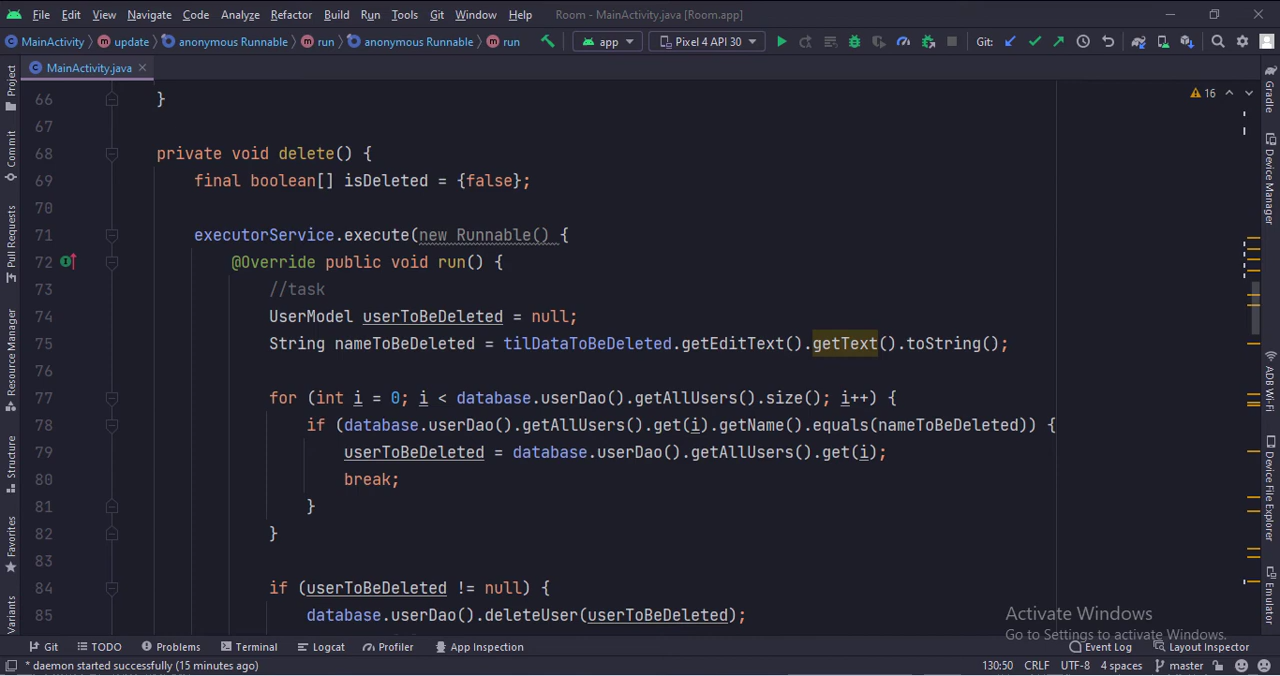 File Edit View Navigate Code Analyze Refactor Build Run Tools Git Window Help Room - MainActivity.java [Room.app]
MainActivity update anonymous Runnable run anonymous Runnable run app Pixel 4 API 30 Git:
MainActivity.java
Project
Commit
Pull Requests
Resource Manager
Structure
Favorites
Variants
16
66 }
67
68 private void delete() {
69 final boolean[] isDeleted = {false};
70
71 executorService.execute(new Runnable() {
72 @Override public void run() {
73 //task
74 UserModel userToBeDeleted = null;
75 String nameToBeDeleted = tilDataToBeDeleted.getEditText().getText().toString();
76
77 for (int i = 0; i < database.userDao().getAllUsers().size(); i++) {
78 if (database.userDao().getAllUsers().get(i).getName().equals(nameToBeDeleted)) {
79 userToBeDeleted = database.userDao().getAllUsers().get(i);
80 break;
81 }
82 }
83
84 if (userToBeDeleted != null) {
85 database.userDao().deleteUser(userToBeDeleted);
Gradle
Device Manager
ADB Wi-Fi
Device File Explorer
Emulator
Activate Windows
Go to Settings to activate Windows.
Git TODO Problems Terminal Logcat Profiler App Inspection Event Log Layout Inspector
* daemon started successfully (15 minutes ago) 130:50 CRLF UTF-8 4 spaces master